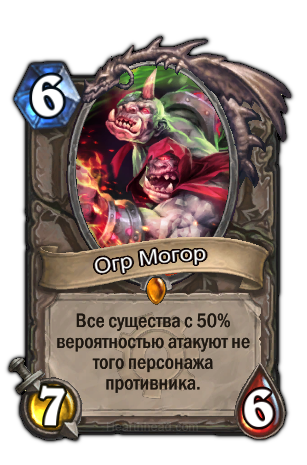 6
Огр Могор
Все существа с 50%
вероятностью атакуют не
того персонажа
противника.
7
6